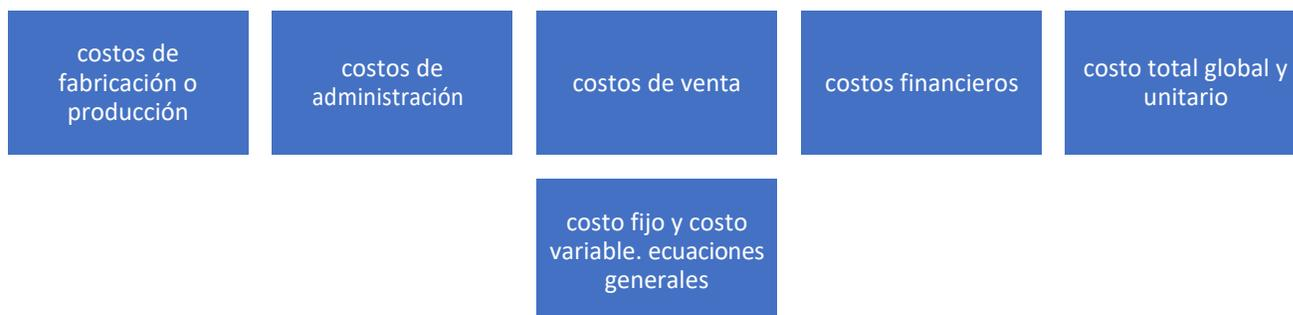 costos de
fabricación o
producción
costos de
administración
costos de venta
costos financieros
costo total global y
unitario
costo fijo y costo
variable. ecuaciones
generales